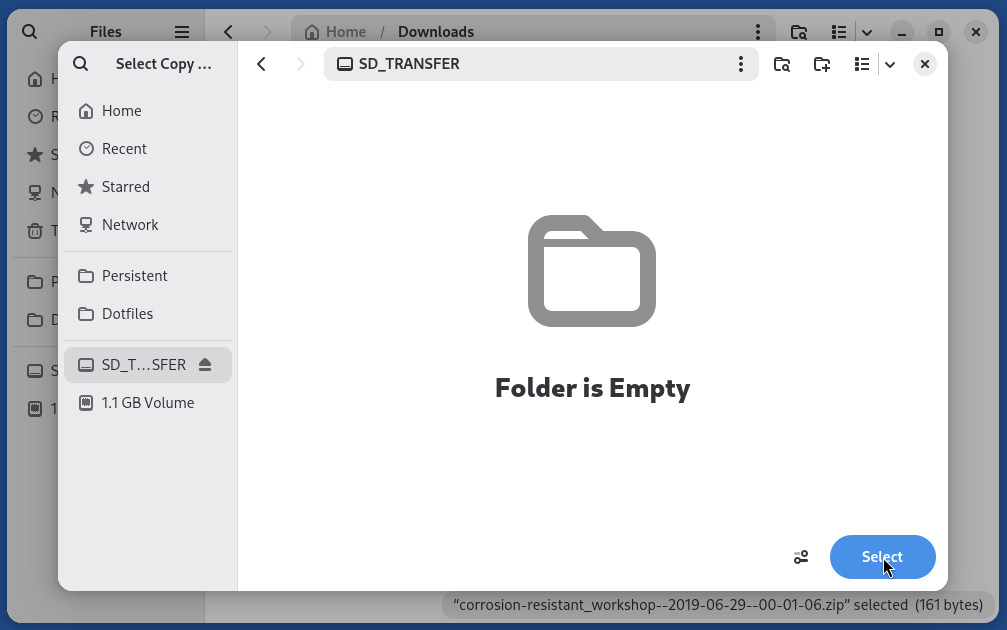 Files
Home / Downloads
Select Copy ...
SD_TRANSFER
Home
Recent
Starred
Network
Persistent
Dotfiles
SD_T...SFER
1.1 GB Volume
Folder is Empty
Select
"corrosion-resistant_workshop--2019-06-29--00-01-06.zip" selected (161 bytes)